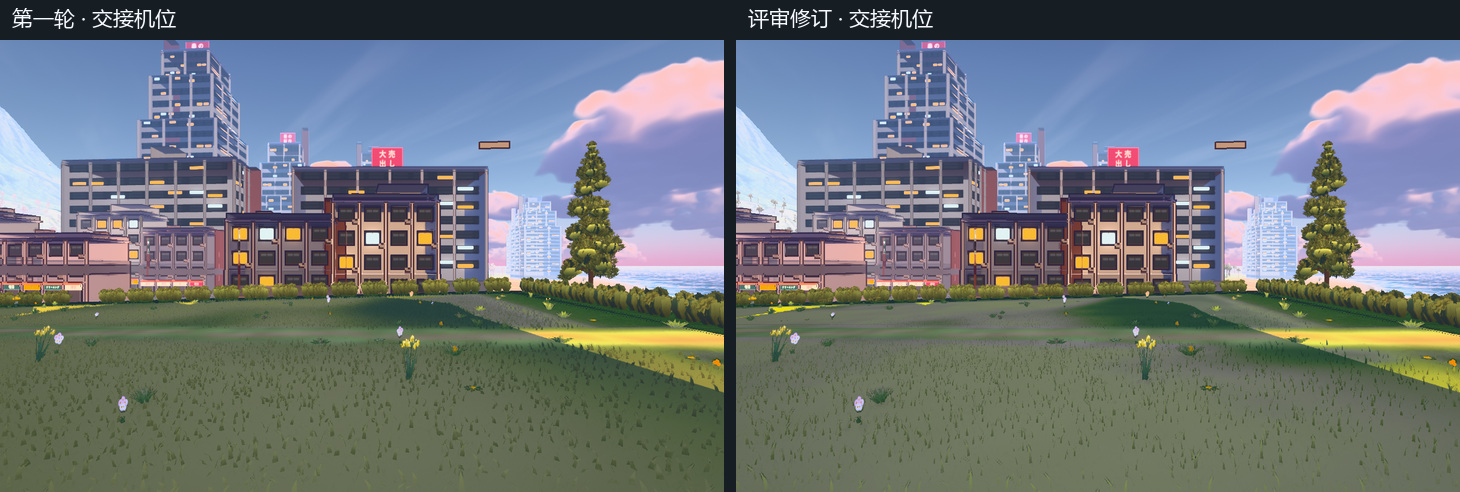 第一轮 · 交接机位
评审修订 · 交接机位
大売
出し
大売
出し